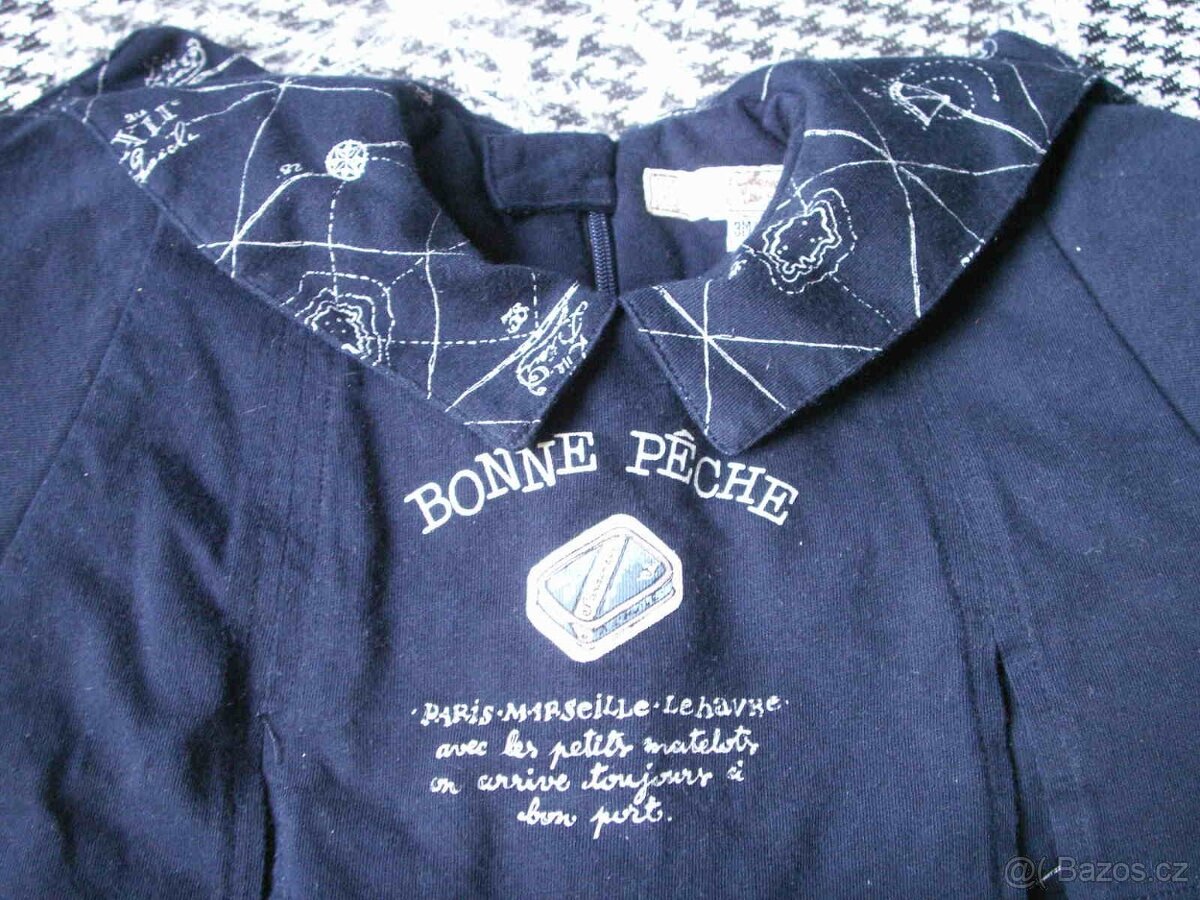 BONNE PÊCHE
·PARis·MARSeiLLe·LeHAVRe·
avec les petits matelots
on arrive toujours à
bon port.
Bazos.cz